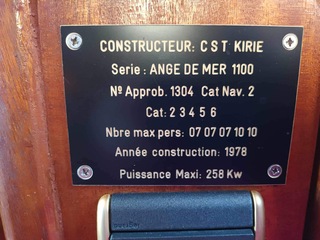 CONSTRUCTEUR: C S T KIRIE
Serie: ANGE DE MER 1100
Nº Approb. 1304 Cat Nav. 2
Cat: 2 3 4 5 6
Nbre max pers: 07 07 07 10 10
Année construction: 1978
Puissance Maxi: 258 Kw